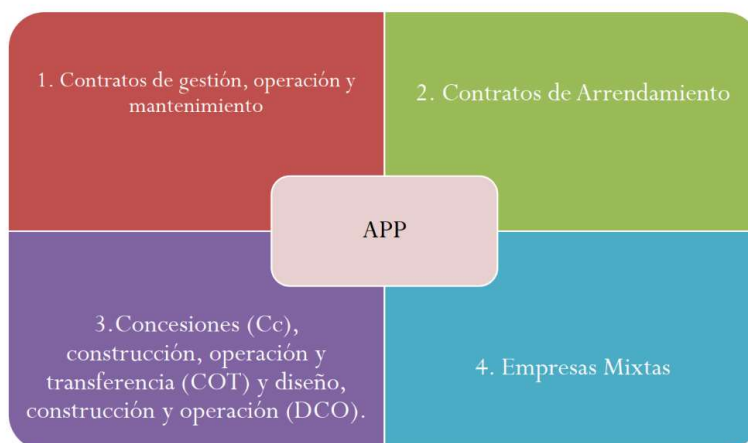 1. Contratos de gestión, operación y
mantenimiento
2. Contratos de Arrendamiento
APP
3.Concesiones (Cc),
construcción, operación y
transferencia (COT) y diseño,
construcción y operación (DCO).
4. Empresas Mixtas